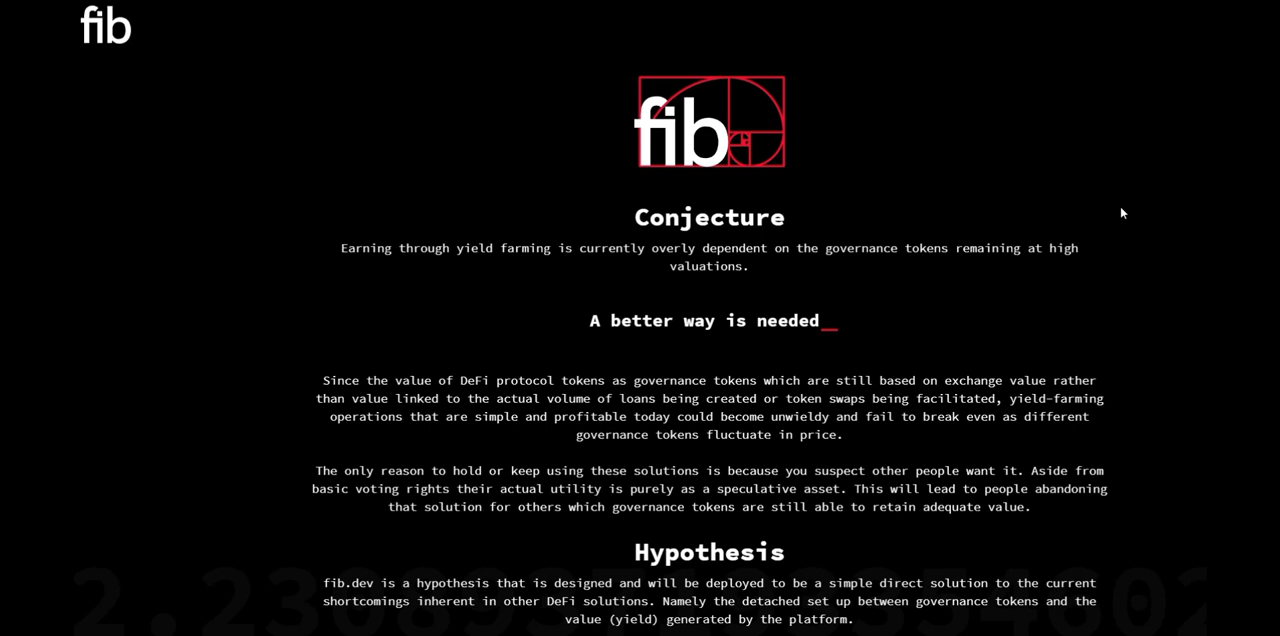 fib
fib
Conjecture
Earning through yield farming is currently overly dependent on the governance tokens remaining at high
valuations.
A better way is needed_
Since the value of DeFi protocol tokens as governance tokens which are still based on exchange value rather
than value linked to the actual volume of loans being created or token swaps being facilitated, yield-farming
operations that are simple and profitable today could become unwieldy and fail to break even as different
governance tokens fluctuate in price.
The only reason to hold or keep using these solutions is because you suspect other people want it. Aside from
basic voting rights their actual utility is purely as a speculative asset. This will lead to people abandoning
that solution for others which governance tokens are still able to retain adequate value.
Hypothesis
fib.dev is a hypothesis that is designed and will be deployed to be a simple direct solution to the current
shortcomings inherent in other DeFi solutions. Namely the detached set up between governance tokens and the
value (yield) generated by the platform.